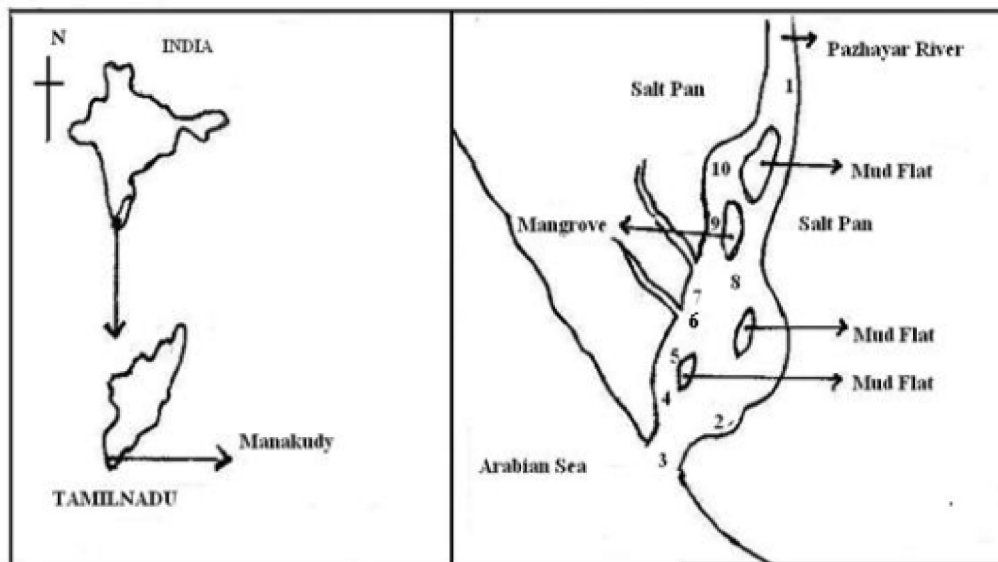 N
INDIA
Manakudy
TAMILNADU
Pazhayar River
1
Salt Pan
10
Mud Flat
Mangrove
9
Salt Pan
8
7
6
Mud Flat
5
Mud Flat
4
2
3
Arabian Sea